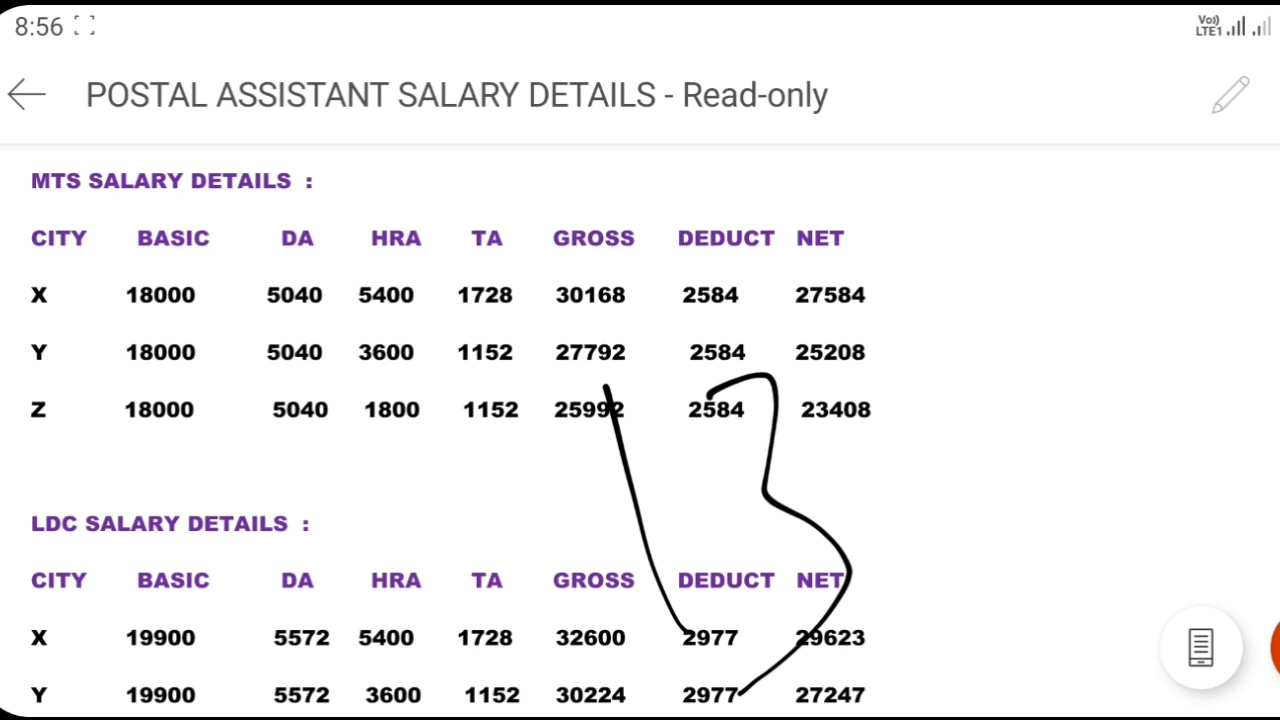 8:56 Vo)) LTE1
POSTAL ASSISTANT SALARY DETAILS - Read-only
MTS SALARY DETAILS :
CITY BASIC DA HRA TA GROSS DEDUCT NET
X 18000 5040 5400 1728 30168 2584 27584
Y 18000 5040 3600 1152 27792 2584 25208
Z 18000 5040 1800 1152 25992 2584 23408
LDC SALARY DETAILS :
CITY BASIC DA HRA TA GROSS DEDUCT NET
X 19900 5572 5400 1728 32600 2977 29623
Y 19900 5572 3600 1152 30224 2977 27247